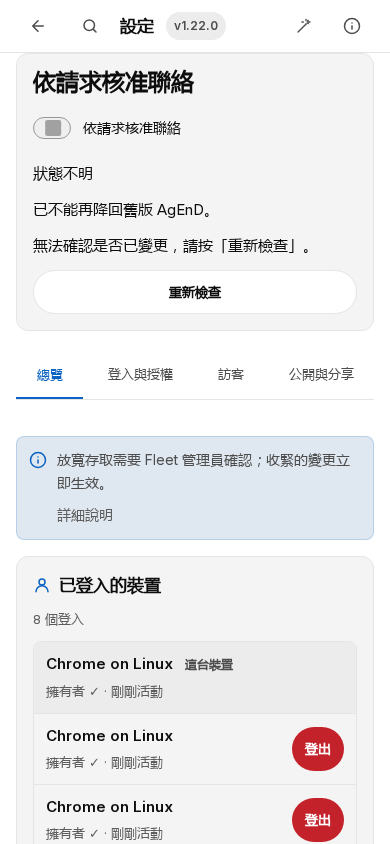 設定 v1.22.0
依請求核准聯絡
依請求核准聯絡
狀態不明
已不能再降回舊版 AgEnD。
無法確認是否已變更，請按「重新檢查」。
重新檢查
總覽 登入與授權 訪客 公開與分享
放寬存取需要 Fleet 管理員確認；收緊的變更立
即生效。
詳細說明
已登入的裝置
8 個登入
Chrome on Linux 這台裝置
擁有者 ✓ · 剛剛活動
Chrome on Linux
登出
擁有者 ✓ · 剛剛活動
Chrome on Linux
登出
擁有者 ✓ · 剛剛活動